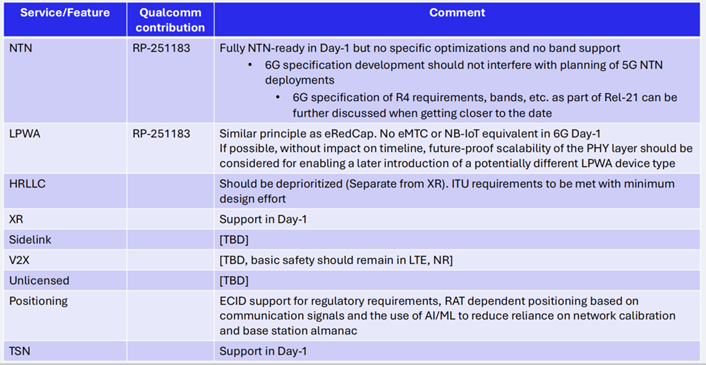 Service/Feature
Qualcomm
contribution
Comment
NTN
RP-251183
Fully NTN-ready in Day-1 but no specific optimizations and no band support
• 6G specification development should not interfere with planning of 5G NTN
deployments
• 6G specification of R4 requirements, bands, etc. as part of Rel-21 can be
further discussed when getting closer to the date
LPWA
RP-251183
Similar principle as eRedCap. No eMTC or NB-IoT equivalent in 6G Day-1
If possible, without impact on timeline, future-proof scalability of the PHY layer should be
considered for enabling a later introduction of a potentially different LPWA device type
HRLLC
Should be deprioritized (Separate from XR). ITU requirements to be met with minimum
design effort
XR
Support in Day-1
Sidelink
[TBD]
V2X
[TBD, basic safety should remain in LTE, NR]
Unlicensed
[TBD]
Positioning
ECID support for regulatory requirements, RAT dependent positioning based on
communication signals and the use of AI/ML to reduce reliance on network calibration
and base station almanac
TSN
Support in Day-1